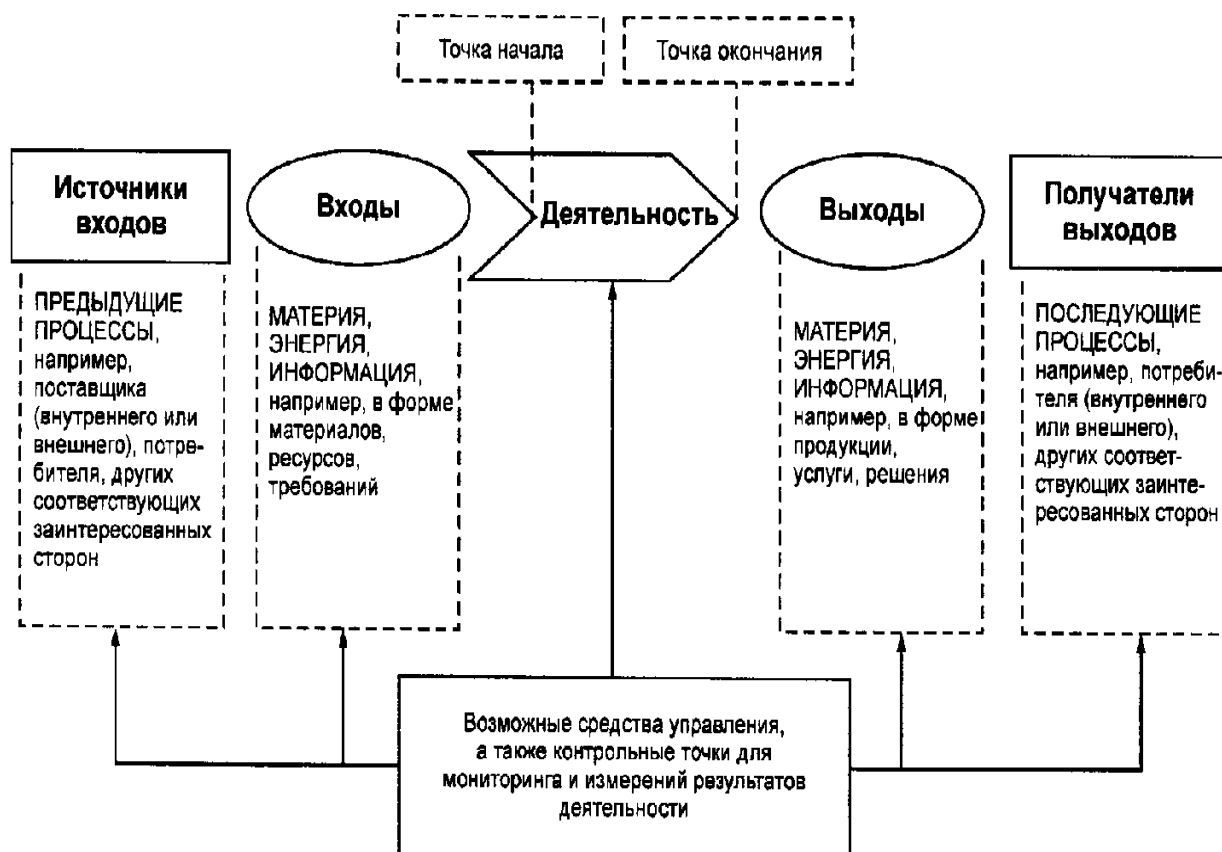 Точка начала
Точка окончания
Источники
входов
Входы
Деятельность
Выходы
Получатели
выходов
ПРЕДЫДУЩИЕ
ПРОЦЕССЫ,
например,
поставщика
(внутреннего или
внешнего), потре-
бителя, других
соответствующих
заинтересованных
сторон
МАТЕРИЯ,
ЭНЕРГИЯ,
ИНФОРМАЦИЯ,
например, в форме
материалов,
ресурсов,
требований
МАТЕРИЯ,
ЭНЕРГИЯ,
ИНФОРМАЦИЯ,
например, в форме
продукции,
услуги, решения
ПОСЛЕДУЮЩИЕ
ПРОЦЕССЫ,
например, потреби-
теля (внутреннего
или внешнего),
других соответ-
ствующих заинте-
ресованных сторон
Возможные средства управления,
а также контрольные точки для
мониторинга и измерений результатов
деятельности